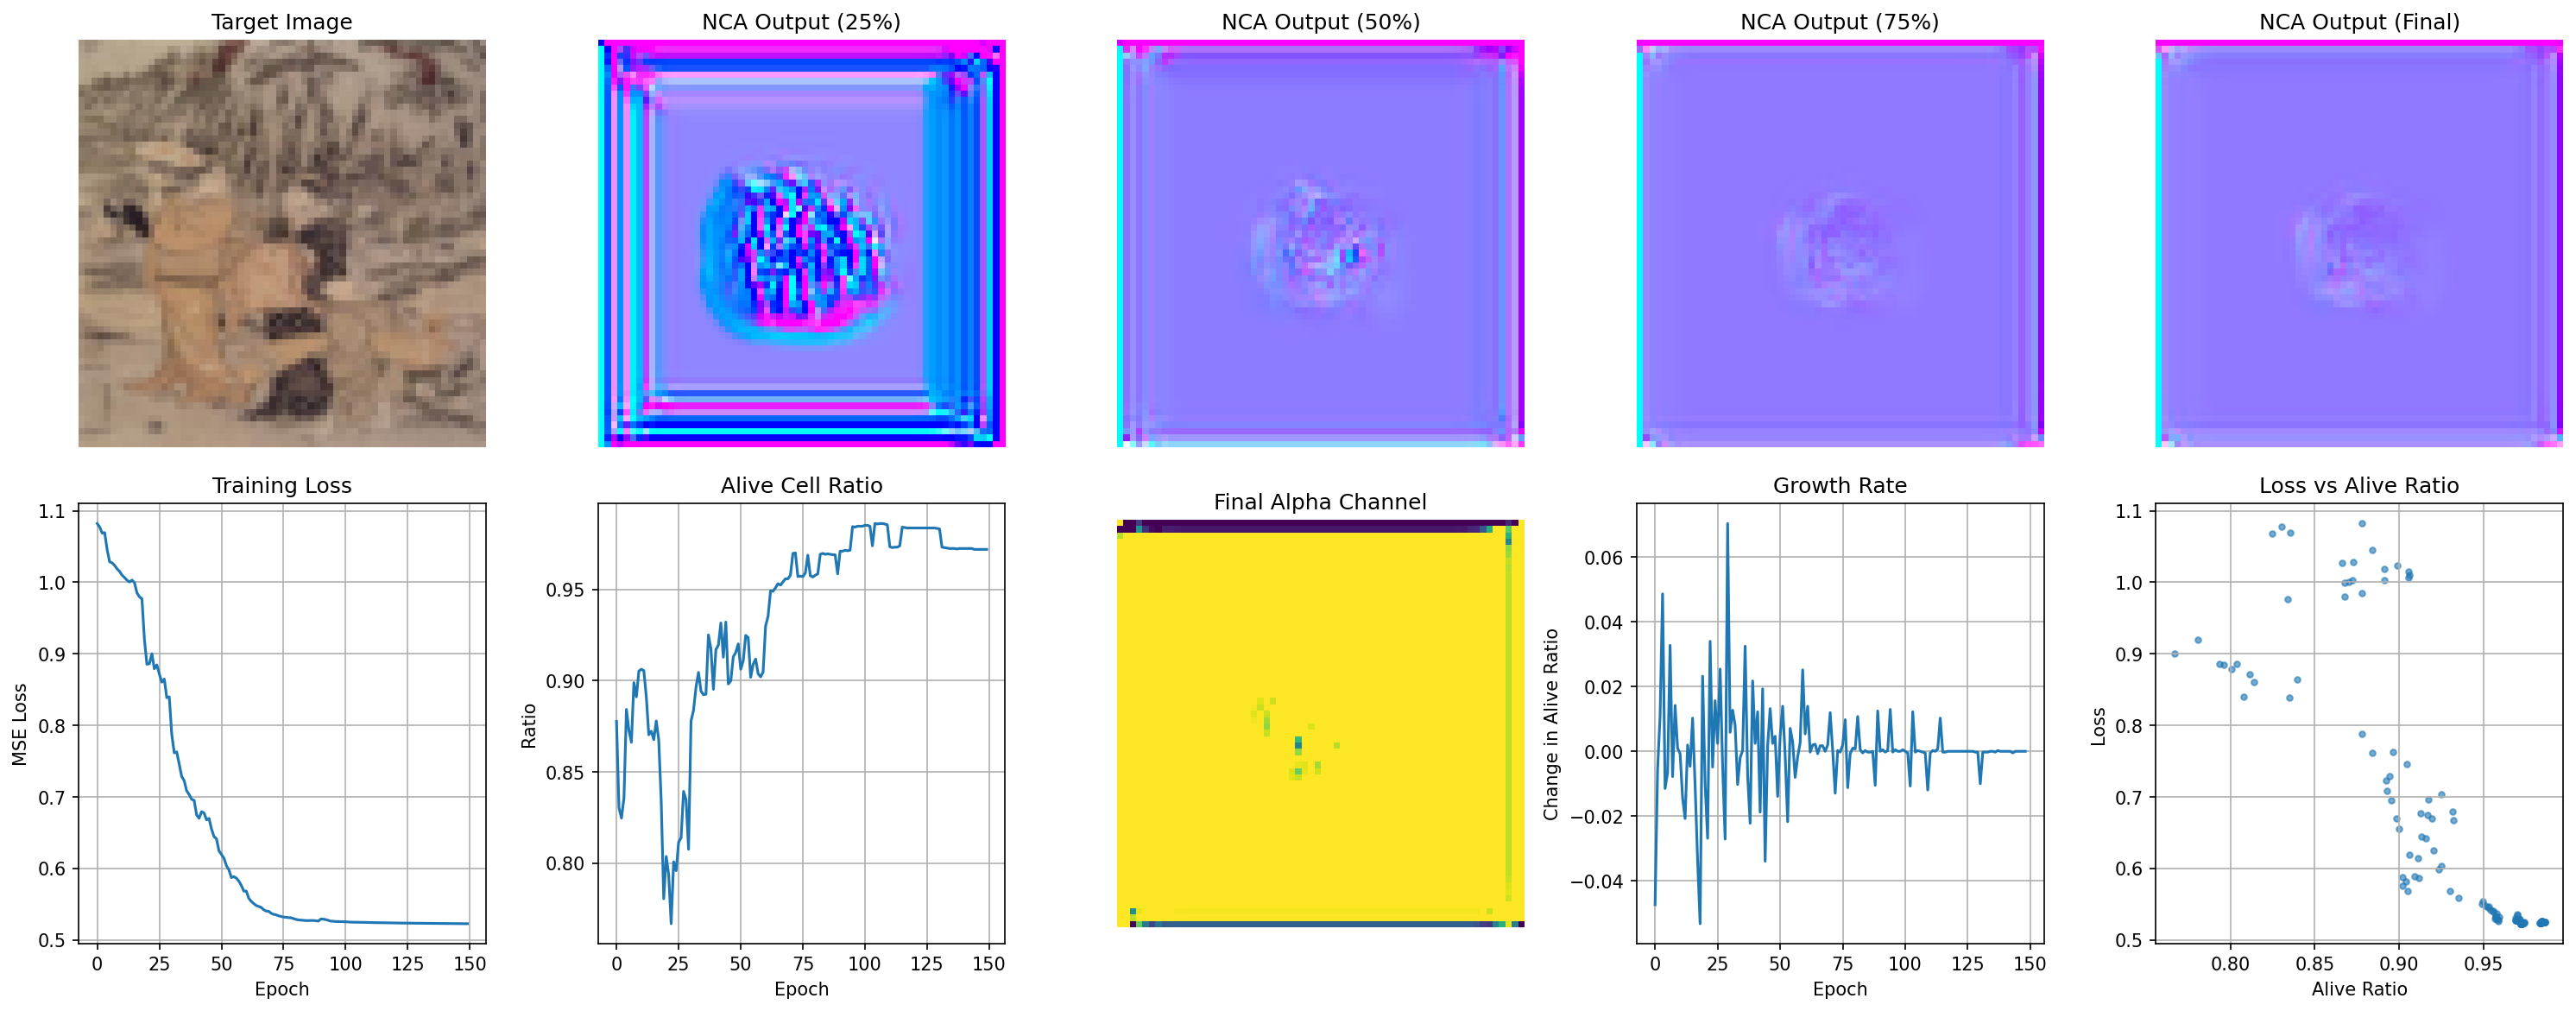 Target Image
NCA Output (25%)
NCA Output (50%)
NCA Output (75%)
NCA Output (Final)
Training Loss
MSE Loss
1.1
1.0
0.9
0.8
0.7
0.6
0.5
0 25 50 75 100 125 150
Epoch
Alive Cell Ratio
Ratio
0.95
0.90
0.85
0.80
0 25 50 75 100 125 150
Epoch
Final Alpha Channel
Growth Rate
Change in Alive Ratio
0.06
0.04
0.02
0.00
−0.02
−0.04
0 25 50 75 100 125 150
Epoch
Loss vs Alive Ratio
Loss
1.1
1.0
0.9
0.8
0.7
0.6
0.5
0.80 0.85 0.90 0.95
Alive Ratio